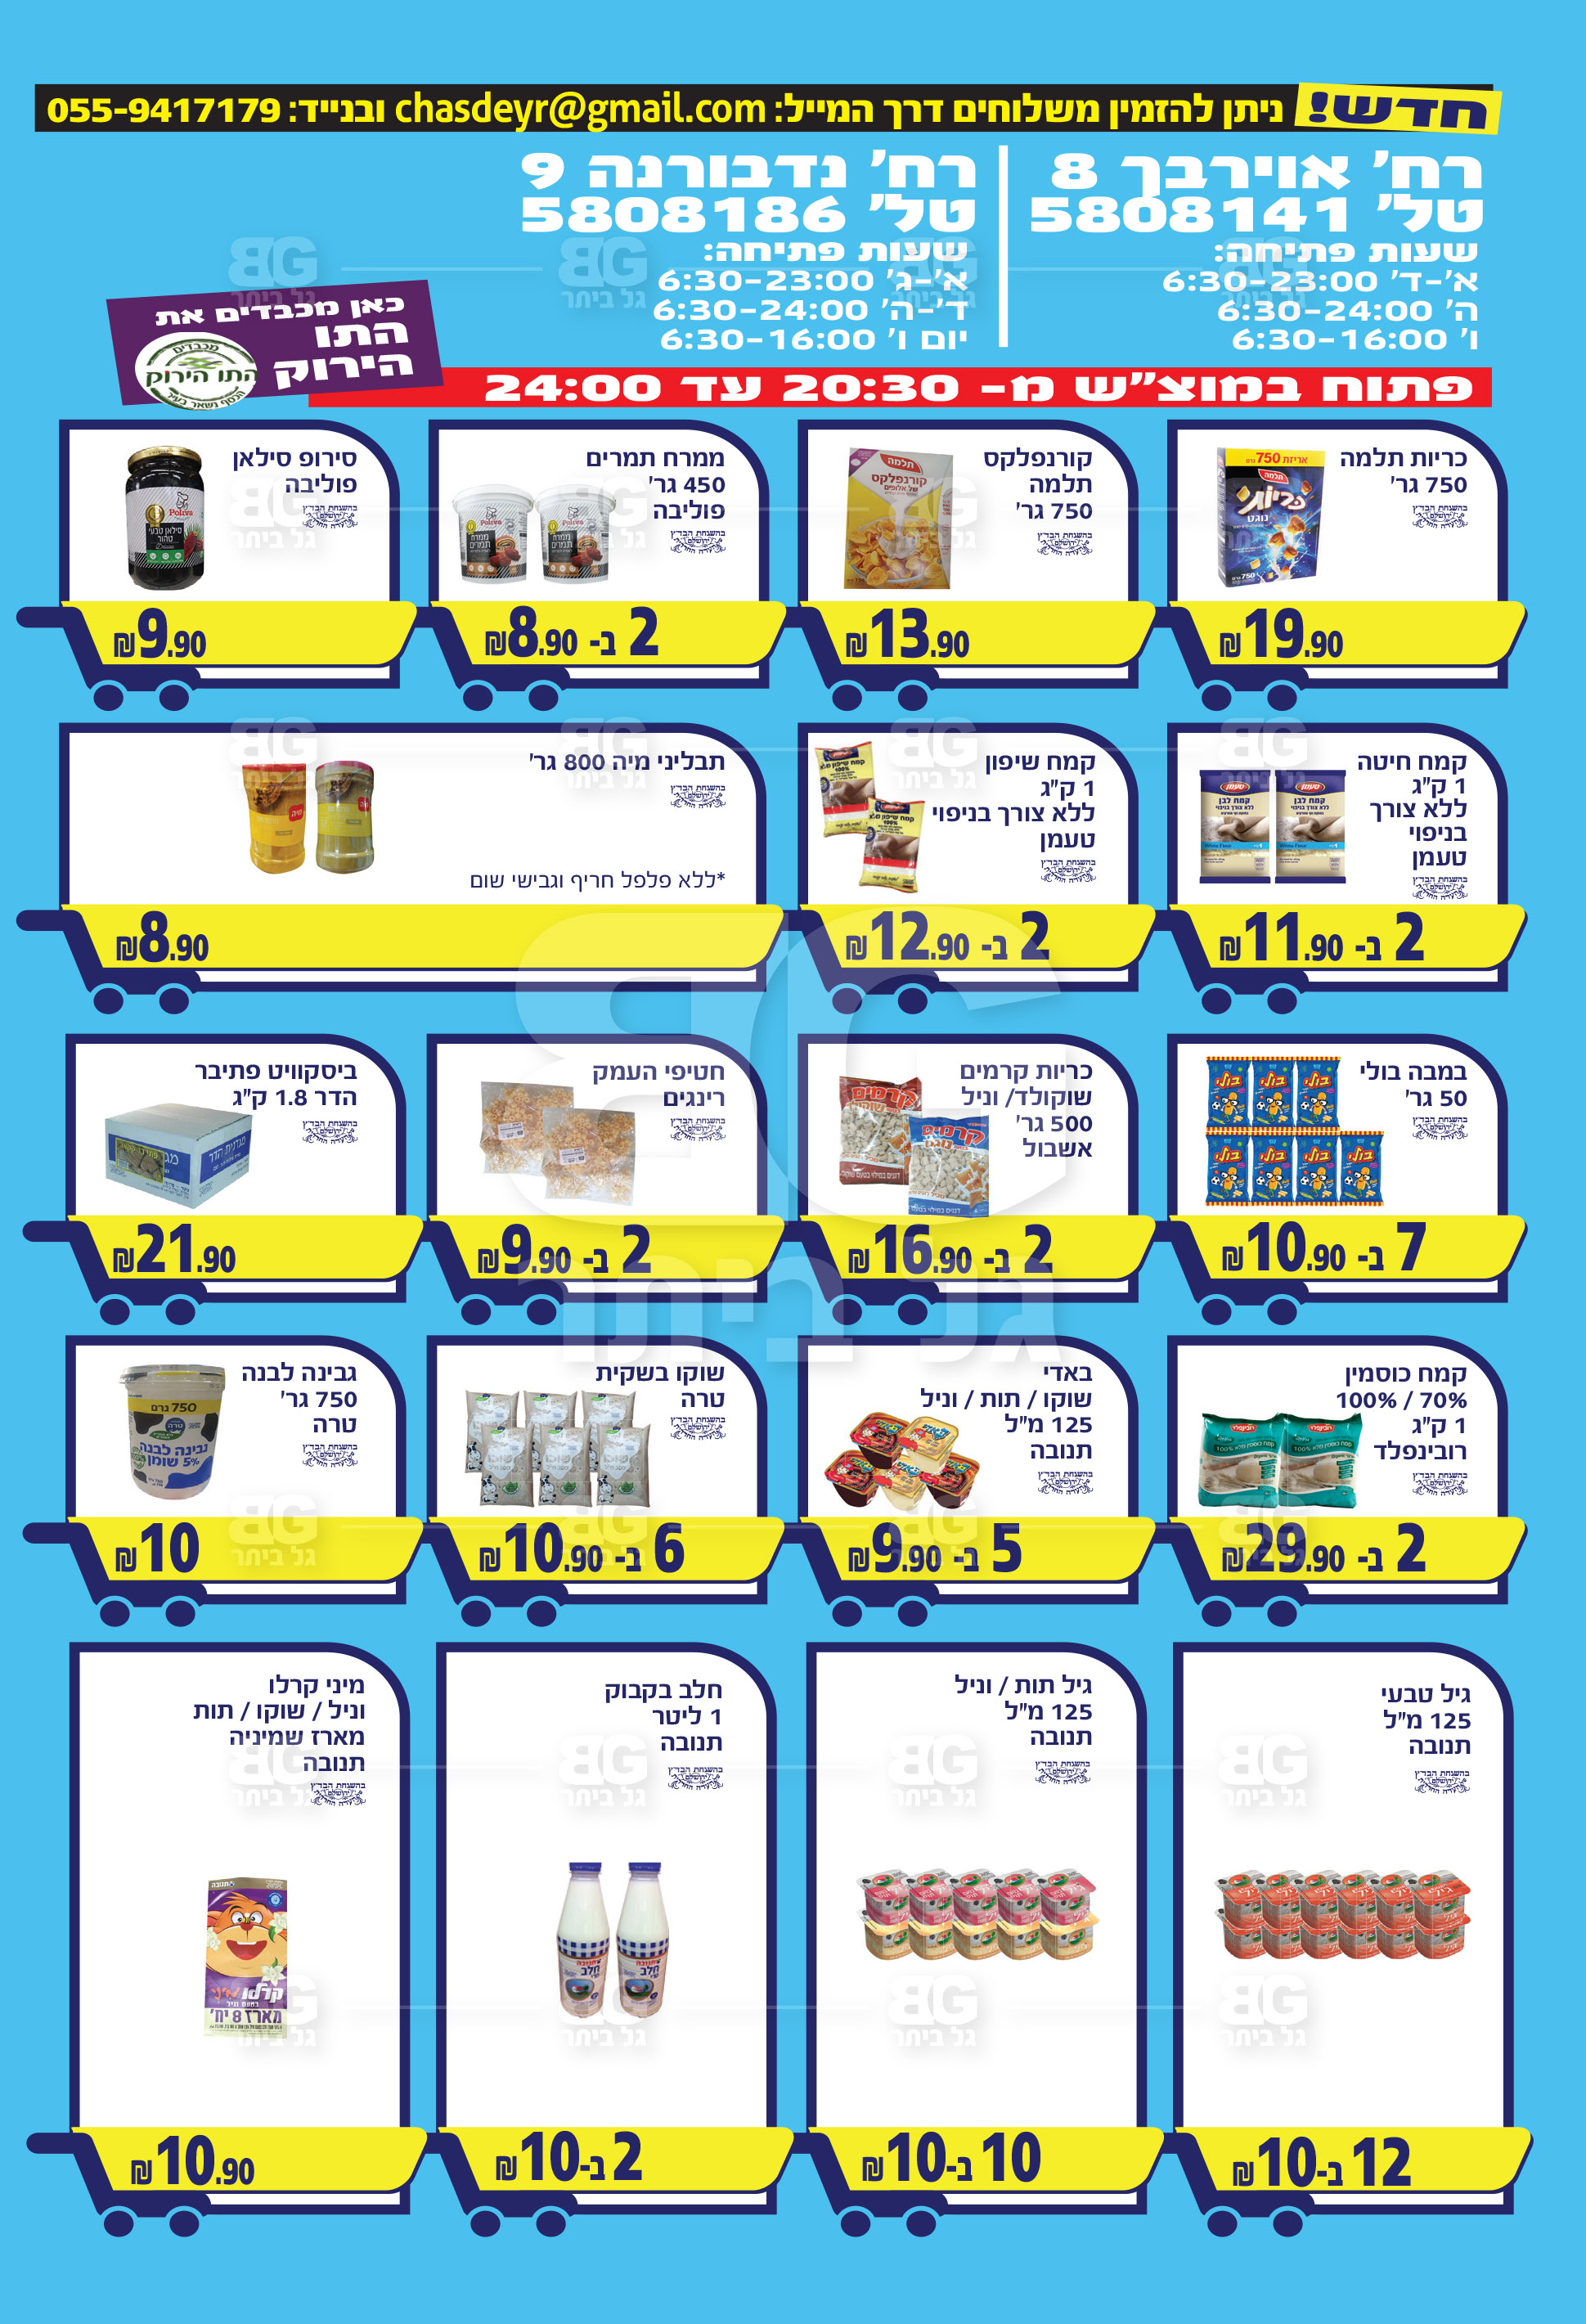 חדש! ניתן להזמין משלוחים דרך המייל: chasdeyr@gmail.com ובנייד: 055-9417179
רח' אוירבך 8
טל' 5808141
שעות פתיחה:
א'-ד' 6:30-23:00
ה' 6:30-24:00
ו' 6:30-16:00
רח' נדבורנה 9
טל' 5808186
שעות פתיחה:
א'-ג' 6:30-23:00
ד'-ה' 6:30-24:00
יום ו' 6:30-16:00
כאן מכבדים את
התו
הירוק
מכבדים
התו הירוק
הכסף נשאר בעיר
פתוח במוצ"ש מ- 20:30 עד 24:00
כריות תלמה
750 גר'
19.90 ₪
קורנפלקס
תלמה
750 גר'
13.90 ₪
ממרח תמרים
450 גר'
פוליבה
2 ב- 8.90 ₪
סירופ סילאן
פוליבה
9.90 ₪
קמח חיטה
1 ק"ג
ללא צורך
בניפוי
טעמן
2 ב- 11.90 ₪
קמח שיפון
1 ק"ג
ללא צורך בניפוי
טעמן
2 ב- 12.90 ₪
תבליני מיה 800 גר'
*ללא פלפל חריף וגבישי שום
8.90 ₪
במבה בולי
50 גר'
7 ב- 10.90 ₪
כריות קרמים
שוקולד/ וניל
500 גר'
אשבול
2 ב- 16.90 ₪
חטיפי העמק
רינגים
2 ב- 9.90 ₪
ביסקוויט פתיבר
הדר 1.8 ק"ג
21.90 ₪
קמח כוסמין
100% / 70%
1 ק"ג
רובינפלד
2 ב- 29.90 ₪
באדי
שוקו / תות / וניל
125 מ"ל
תנובה
5 ב- 9.90 ₪
שוקו בשקית
טרה
6 ב- 10.90 ₪
גבינה לבנה
750 גר'
טרה
10 ₪
גיל טבעי
125 מ"ל
תנובה
12 ב-10 ₪
גיל תות / וניל
125 מ"ל
תנובה
10 ב-10 ₪
חלב בקבוק
1 ליטר
תנובה
2 ב-10 ₪
מיני קרלו
וניל / שוקו / תות
מארז שמיניה
תנובה
10.90 ₪
BG
גל ביתר